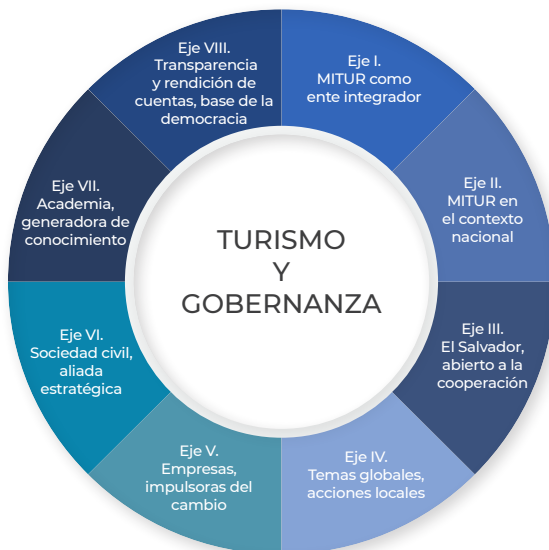 TURISMO
Y
GOBERNANZA
Eje I.
MITUR como
ente integrador
Eje II.
MITUR en
el contexto
nacional
Eje III.
El Salvador,
abierto a la
cooperación
Eje IV.
Temas globales,
acciones locales
Eje V.
Empresas,
impulsoras del
cambio
Eje VI.
Sociedad civil,
aliada
estratégica
Eje VII.
Academia,
generadora de
conocimiento
Eje VIII.
Transparencia
y rendición de
cuentas, base de la
democracia